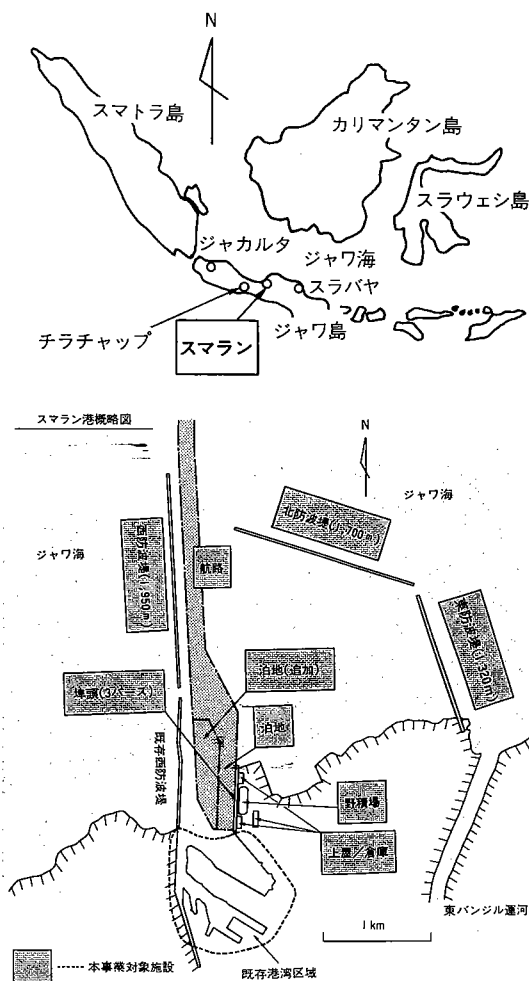 N
スマトラ島
カリマンタン島
スラウェシ島
ジャカルタ
ジャワ海
スラバヤ
チラチャップ
スマラン
ジャワ島
スマラン港概略図
N
ジャワ海
ジャワ海
西防波堤(1,950m)
北防波堤(1,700m)
東防波堤(1,320m)
航路
泊地(追加)
埠頭(3バース)
泊地
既存西防波堤
野積場
上屋/倉庫
東バンジル運河
1 km
本事業対象施設
既存港湾区域